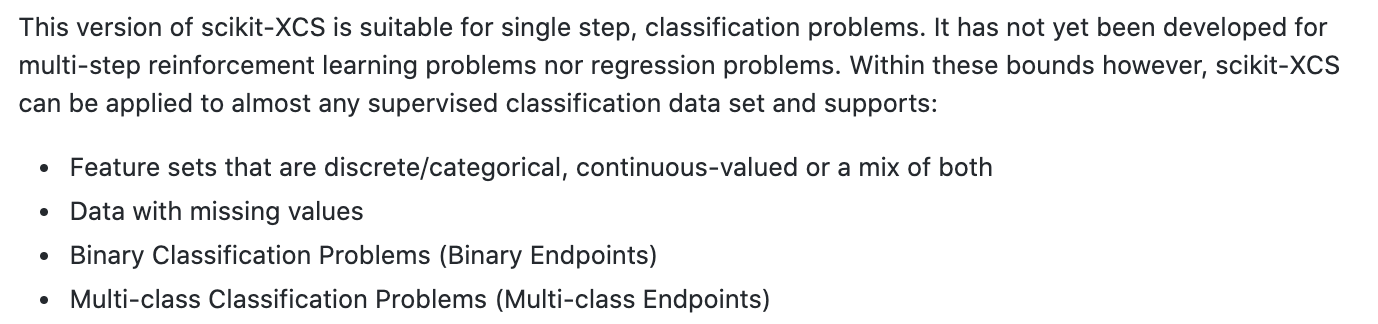 This version of scikit-XCS is suitable for single step, classification problems. It has not yet been developed for
multi-step reinforcement learning problems nor regression problems. Within these bounds however, scikit-XCS
can be applied to almost any supervised classification data set and supports:
• Feature sets that are discrete/categorical, continuous-valued or a mix of both
• Data with missing values
• Binary Classification Problems (Binary Endpoints)
• Multi-class Classification Problems (Multi-class Endpoints)